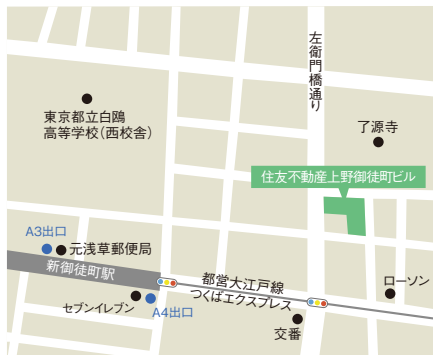 左衛門橋通り
東京都立白鴎
高等学校(西校舎)
了源寺
住友不動産上野御徒町ビル
A3出口
元浅草郵便局
新御徒町駅
都営大江戸線
つくばエクスプレス
セブンイレブン
A4出口
ローソン
交番